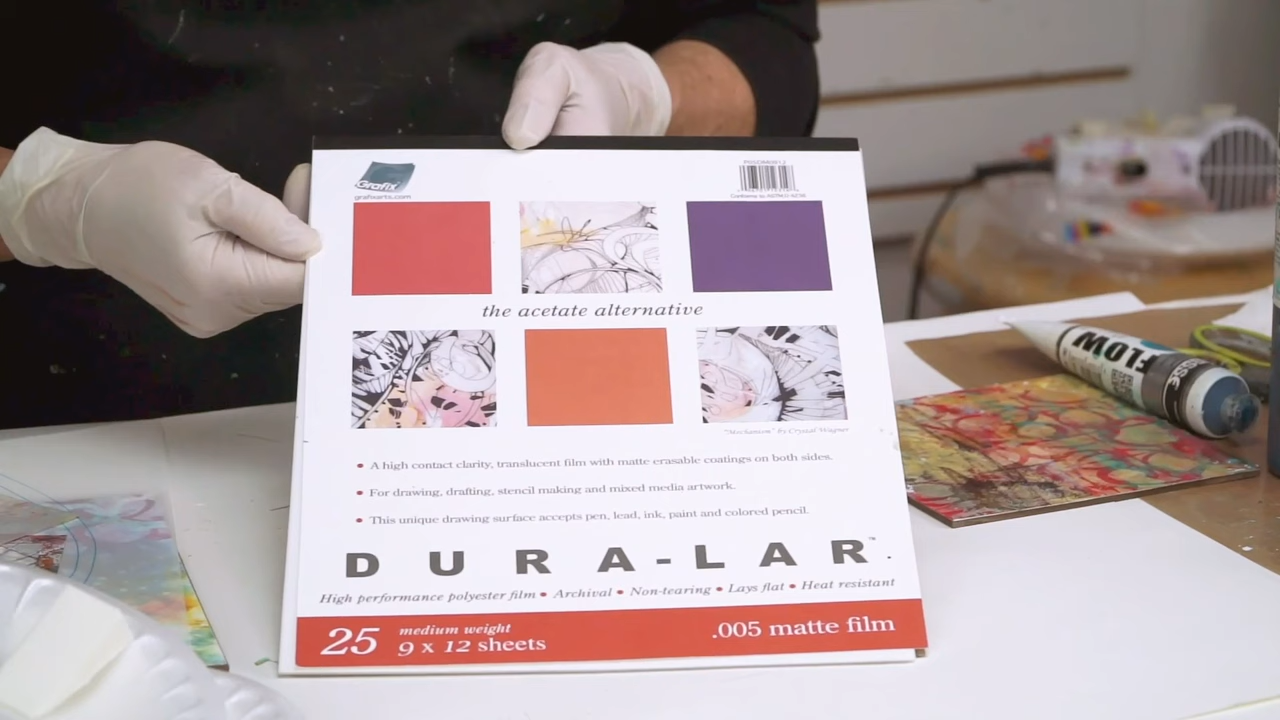 Grafix
grafixarts.com
P05DM0912
the acetate alternative
"Mechanism" by Crystal Wagner
• A high contact clarity, translucent film with matte erasable coatings on both sides.
• For drawing, drafting, stencil making and mixed media artwork.
• This unique drawing surface accepts pen, lead, ink, paint and colored pencil.
DURA-LAR™
High performance polyester film • Archival • Non-tearing • Lays flat • Heat resistant
25
medium weight
9 x 12 sheets
.005 matte film
FLOW